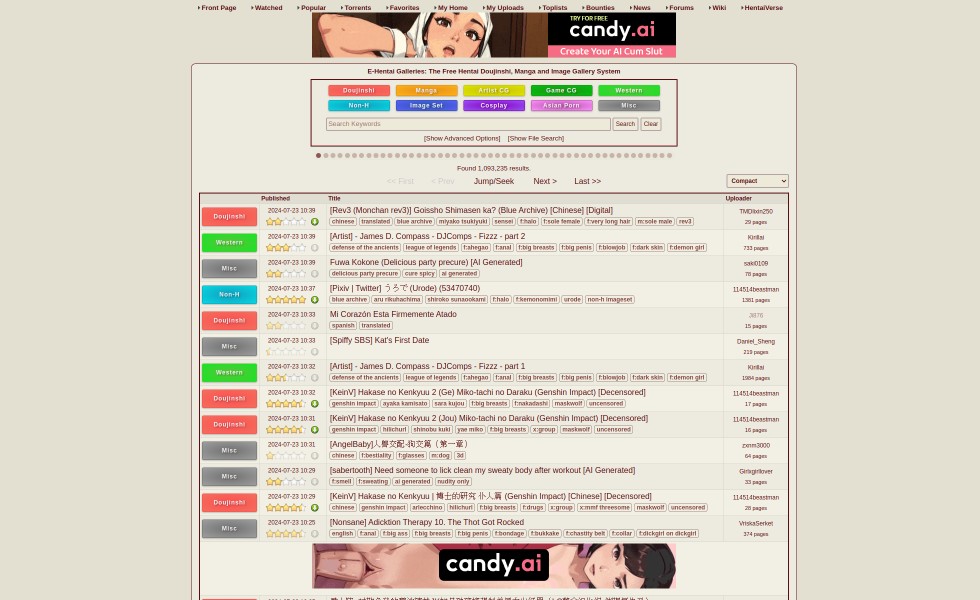 Front Page Watched Popular Torrents Favorites My Home My Uploads Toplists Bounties News Forums Wiki HentaiVerse
TRY FOR FREE
candy.ai
Create Your AI Cum Slut
E-Hentai Galleries: The Free Hentai Doujinshi, Manga and Image Gallery System
Doujinshi Manga Artist CG Game CG Western
Non-H Image Set Cosplay Asian Porn Misc
Search Keywords Search Clear
[Show Advanced Options] [Show File Search]
Found 1,093,235 results.
<< First < Prev Jump/Seek Next > Last >> Compact
Published Title Uploader
Doujinshi 2024-07-23 10:39 [Rev3 (Monchan rev3)] Goissho Shimasen ka? (Blue Archive) [Chinese] [Digital] TMDIxin250
chinese translated blue archive miyako tsukiyuki sensei f:halo f:sole female f:very long hair m:sole male rev3 29 pages
Western 2024-07-23 10:39 [Artist] - James D. Compass - DJComps - Fizzz - part 2 Kirillai
defense of the ancients league of legends f:ahegao f:anal f:big breasts f:big penis f:blowjob f:dark skin f:demon girl 733 pages
Misc 2024-07-23 10:39 Fuwa Kokone (Delicious party precure) [AI Generated] saki0109
delicious party precure cure spicy ai generated 78 pages
Non-H 2024-07-23 10:37 [Pixiv | Twitter] うろで (Urode) (53470740) 114514beastman
blue archive aru rikuhachima shiroko sunaookami f:halo f:kemonomimi urode non-h imageset 1381 pages
Doujinshi 2024-07-23 10:33 Mi Corazón Esta Firmemente Atado
spanish translated 15 pages
Misc 2024-07-23 10:33 [Spiffy SBS] Kat's First Date Daniel_Sheng
219 pages
Western 2024-07-23 10:32 [Artist] - James D. Compass - DJComps - Fizzz - part 1 Kirillai
defense of the ancients league of legends f:ahegao f:anal f:big breasts f:big penis f:blowjob f:dark skin f:demon girl 1984 pages
Doujinshi 2024-07-23 10:32 [KeinV] Hakase no Kenkyuu 2 (Ge) Miko-tachi no Daraku (Genshin Impact) [Decensored] 114514beastman
genshin impact ayaka kamisato sara kujou f:big breasts f:nakadashi maskwolf uncensored 17 pages
Doujinshi 2024-07-23 10:31 [KeinV] Hakase no Kenkyuu 2 (Jou) Miko-tachi no Daraku (Genshin Impact) [Decensored] 114514beastman
genshin impact hilichurl shinobu kuki yae miko f:big breasts x:group maskwolf uncensored 16 pages
Misc 2024-07-23 10:31 [AngelBaby]人兽交配-狗交篇（第一章） zxnm3000
chinese f:bestiality f:glasses m:dog 3d 64 pages
Misc 2024-07-23 10:29 [sabertooth] Need someone to lick clean my sweaty body after workout [AI Generated] Girlxgirllover
f:smell f:sweating ai generated nudity only 33 pages
Doujinshi 2024-07-23 10:29 [KeinV] Hakase no Kenkyuu | 博士的研究 仆人篇 (Genshin Impact) [Chinese] [Decensored] 114514beastman
chinese genshin impact arlecchino hilichurl f:big breasts f:drugs x:group x:mmf threesome maskwolf uncensored 28 pages
Misc 2024-07-23 10:25 [Nonsane] Adicktion Therapy 10. The Thot Got Rocked VriskaSerket
english f:anal f:big ass f:big breasts f:big penis f:bondage f:bukkake f:chastity belt f:collar f:dickgirl on dickgirl 374 pages
candy.ai